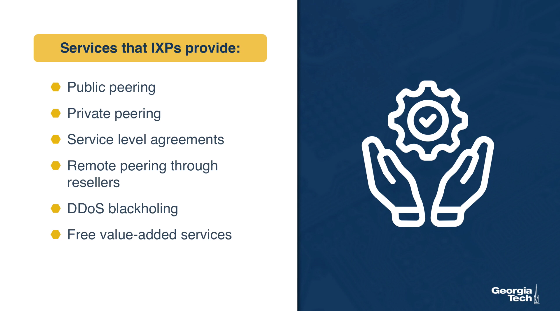 Services that IXPs provide:
Public peering
Private peering
Service level agreements
Remote peering through
resellers
DDoS blackholing
Free value-added services
Georgia
Tech